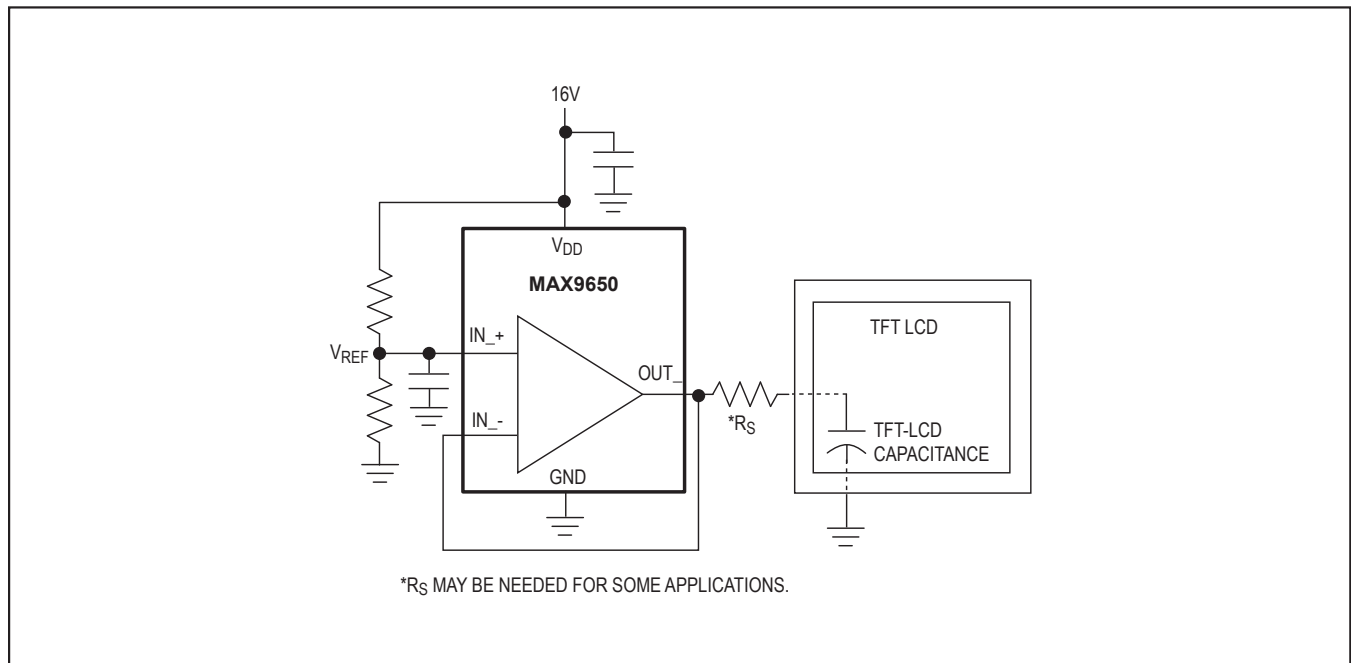 16V
VDD
MAX9650
VREF
IN_+
IN_-
OUT_
GND
*RS
TFT LCD
TFT-LCD
CAPACITANCE
*RS MAY BE NEEDED FOR SOME APPLICATIONS.